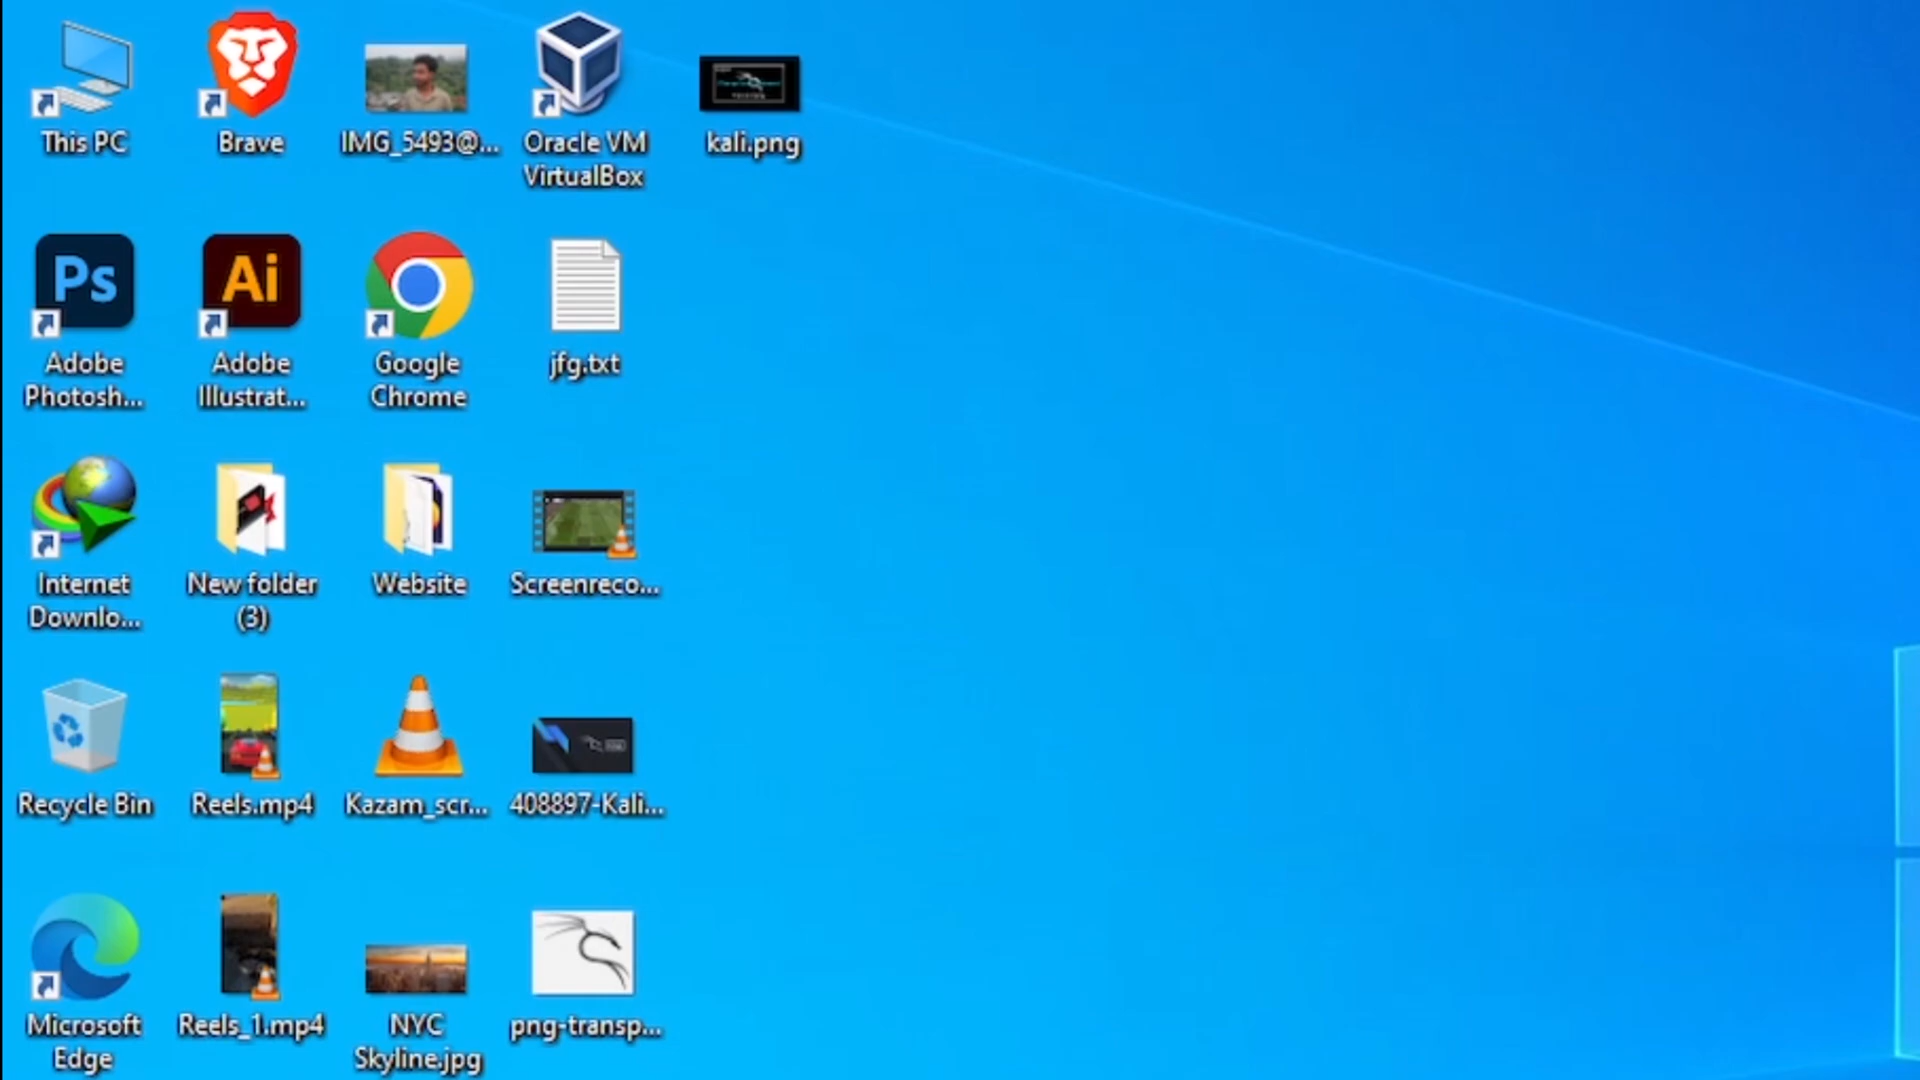 This PC
Brave
IMG_5493@...
Oracle VM
VirtualBox
kali.png
Ps
Adobe
Photosh...
Ai
Adobe
Illustrat...
Google
Chrome
jfg.txt
Internet
Downlo...
New folder
(3)
Website
Screenreco...
Recycle Bin
Reels.mp4
Kazam_scr...
408897-Kali...
Microsoft
Edge
Reels_1.mp4
NYC
Skyline.jpg
png-transp...